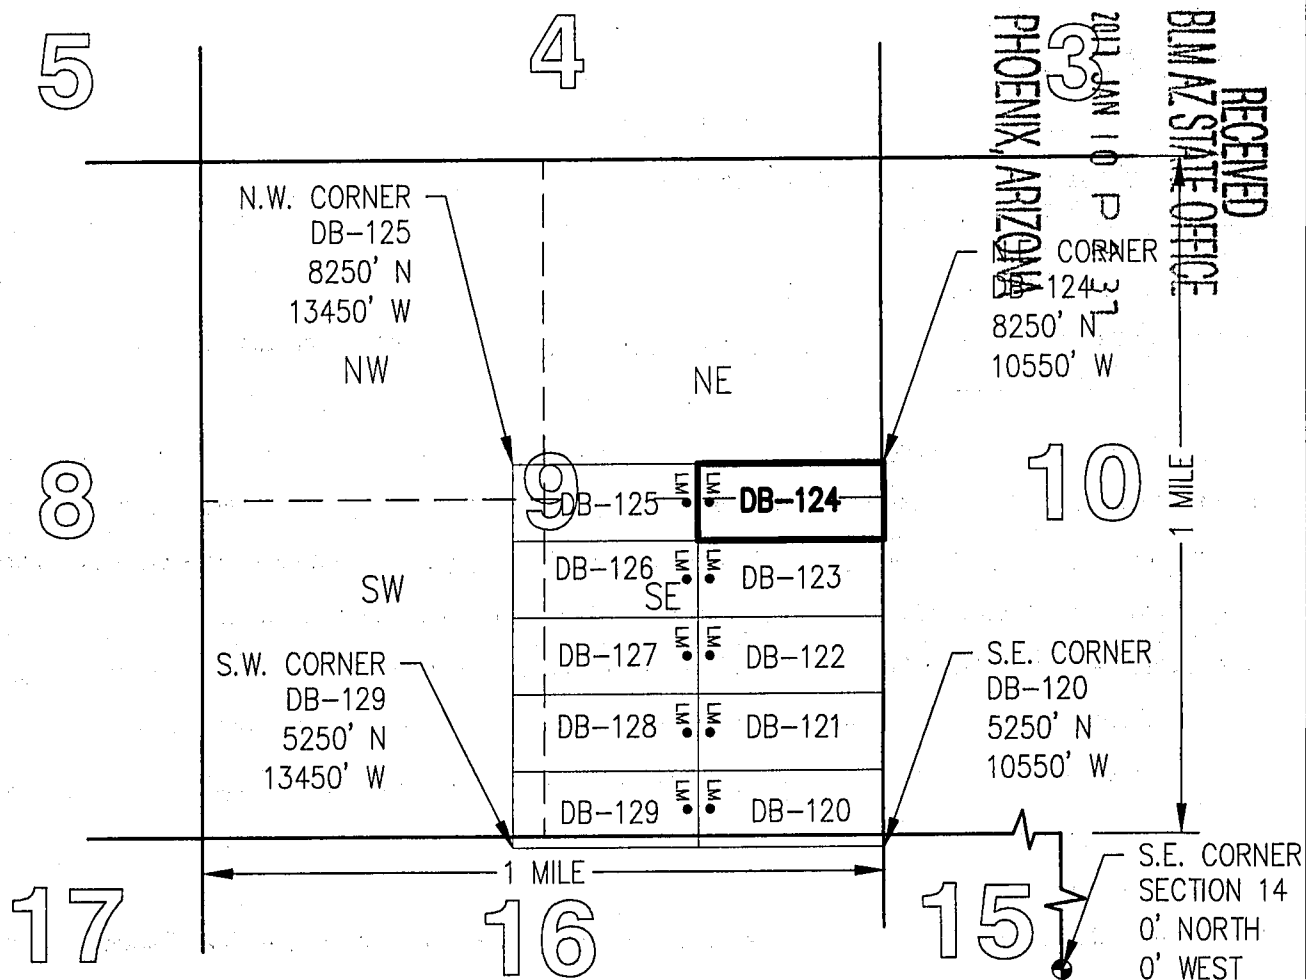 5
4
3
RECEIVED
BLM AZ STATE OFFICE
JAN 10 P
37
PHOENIX, ARIZONA
N.W. CORNER
DB-125
8250' N
13450' W
CORNER
DB 124
8250' N
10550' W
NW
NE
8
9
10
DB-125
LM
LM
DB-124
1 MILE
DB-126
LM
LM
DB-123
SW
SE
DB-127
LM
LM
DB-122
S.W. CORNER
DB-129
5250' N
13450' W
S.E. CORNER
DB-120
5250' N
10550' W
DB-128
LM
LM
DB-121
DB-129
LM
LM
DB-120
1 MILE
17
16
15
S.E. CORNER
SECTION 14
0' NORTH
0' WEST